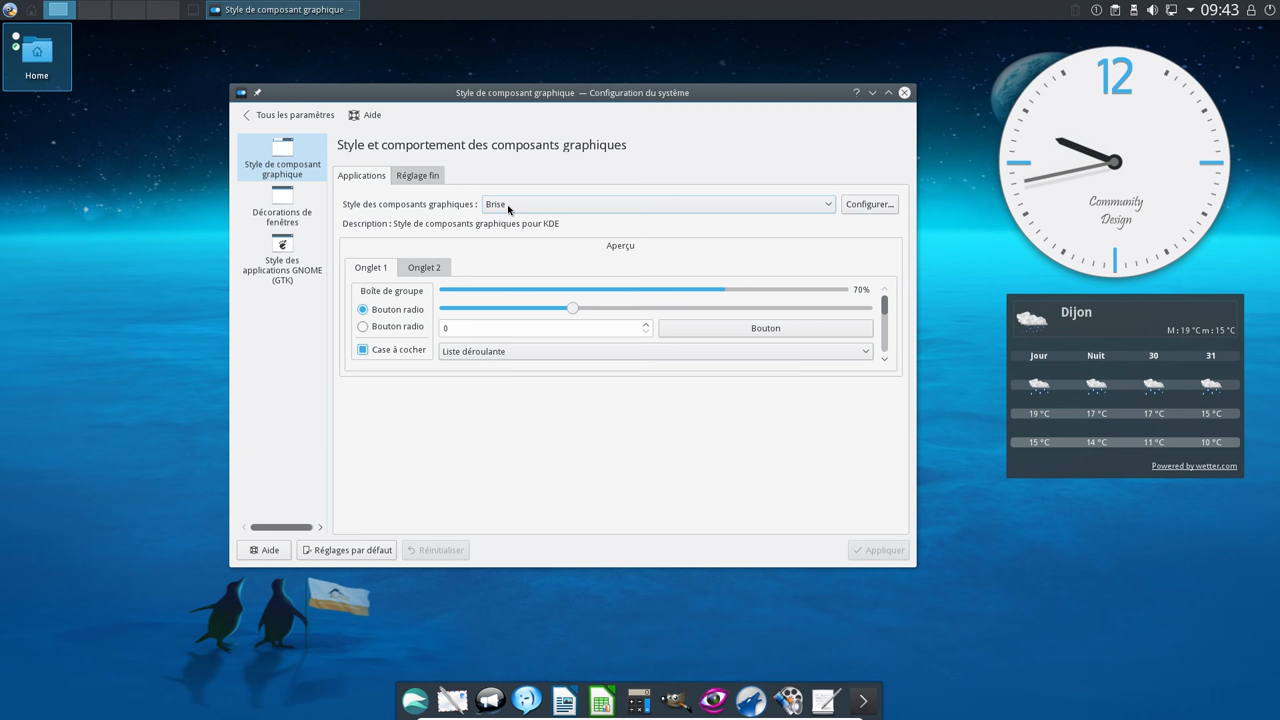 Style de composant graphique
09:43
Home
Style de composant graphique — Configuration du système
Tous les paramètres
Aide
Style de composant
graphique
Décorations de
fenêtres
Style des
applications GNOME
(GTK)
Style et comportement des composants graphiques
Applications
Réglage fin
Style des composants graphiques :
Brise
Configurer...
Description : Style de composants graphiques pour KDE
Aperçu
Onglet 1
Onglet 2
Boîte de groupe
Bouton radio
Bouton radio
Case à cocher
70%
0
Bouton
Liste déroulante
Aide
Réglages par défaut
Réinitialiser
Appliquer
12
Community
Design
Dijon
M : 19 °C m : 15 °C
Jour Nuit 30 31
19 °C 17 °C 17 °C 15 °C
15 °C 14 °C 11 °C 10 °C
Powered by wetter.com